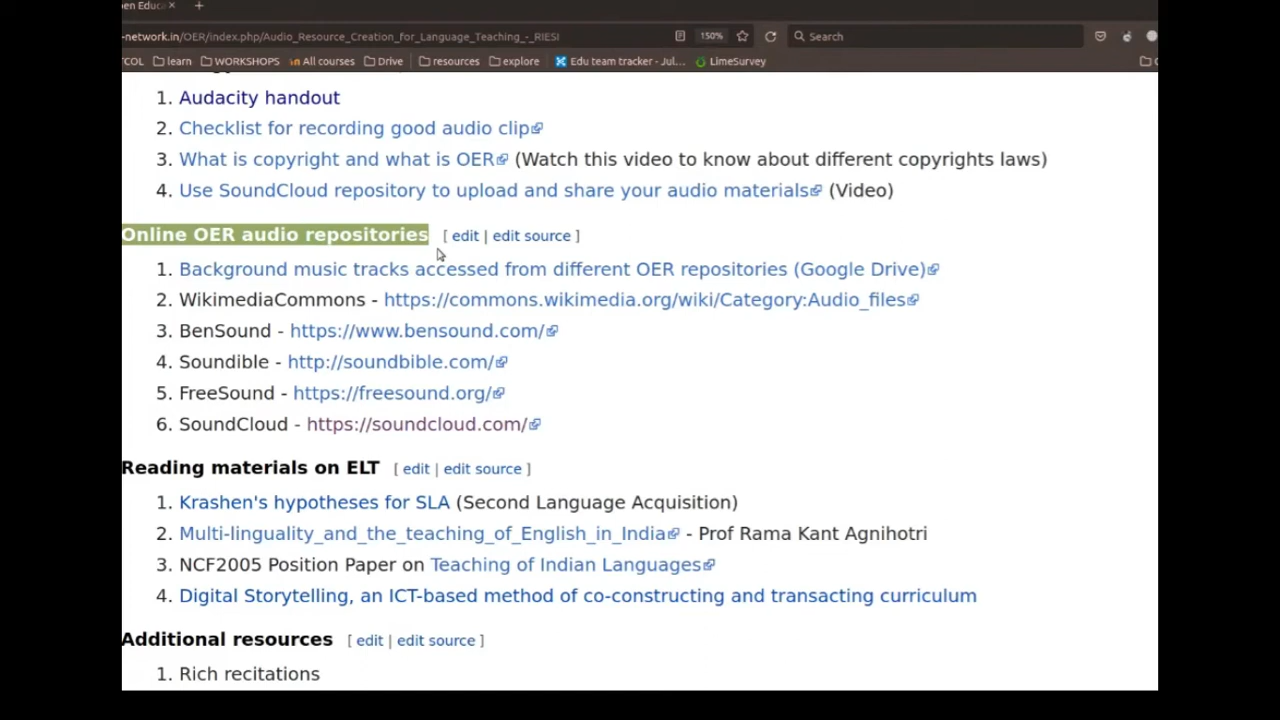 pen Educa
-network.in/OER/index.php/Audio_Resource_Creation_for_Language_Teaching_-_RIESI
150%
Search
TCOL learn WORKSHOPS All courses Drive resources explore Edu team tracker - Jul... LimeSurvey
1. Audacity handout
2. Checklist for recording good audio clip
3. What is copyright and what is OER (Watch this video to know about different copyrights laws)
4. Use SoundCloud repository to upload and share your audio materials (Video)
Online OER audio repositories [ edit | edit source ]
1. Background music tracks accessed from different OER repositories (Google Drive)
2. WikimediaCommons - https://commons.wikimedia.org/wiki/Category:Audio_files
3. BenSound - https://www.bensound.com/
4. Soundible - http://soundbible.com/
5. FreeSound - https://freesound.org/
6. SoundCloud - https://soundcloud.com/
Reading materials on ELT [ edit | edit source ]
1. Krashen's hypotheses for SLA (Second Language Acquisition)
2. Multi-linguality_and_the_teaching_of_English_in_India - Prof Rama Kant Agnihotri
3. NCF2005 Position Paper on Teaching of Indian Languages
4. Digital Storytelling, an ICT-based method of co-constructing and transacting curriculum
Additional resources [ edit | edit source ]
1. Rich recitations